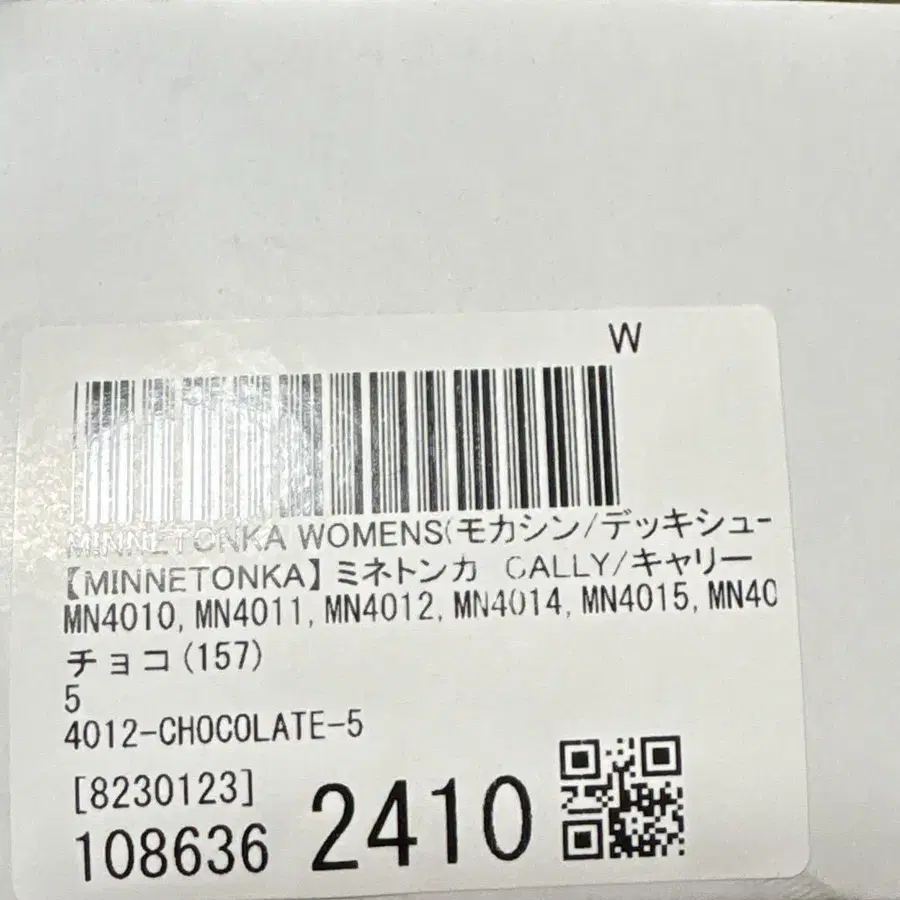 W
MINNETONKA WOMENS(モカシン/デッキシュー
【MINNETONKA】ミネトンカ CALLY/キャリー
MN4010, MN4011, MN4012, MN4014, MN4015, MN40
チョコ(157)
5
4012-CHOCOLATE-5
[8230123]
108636 2410